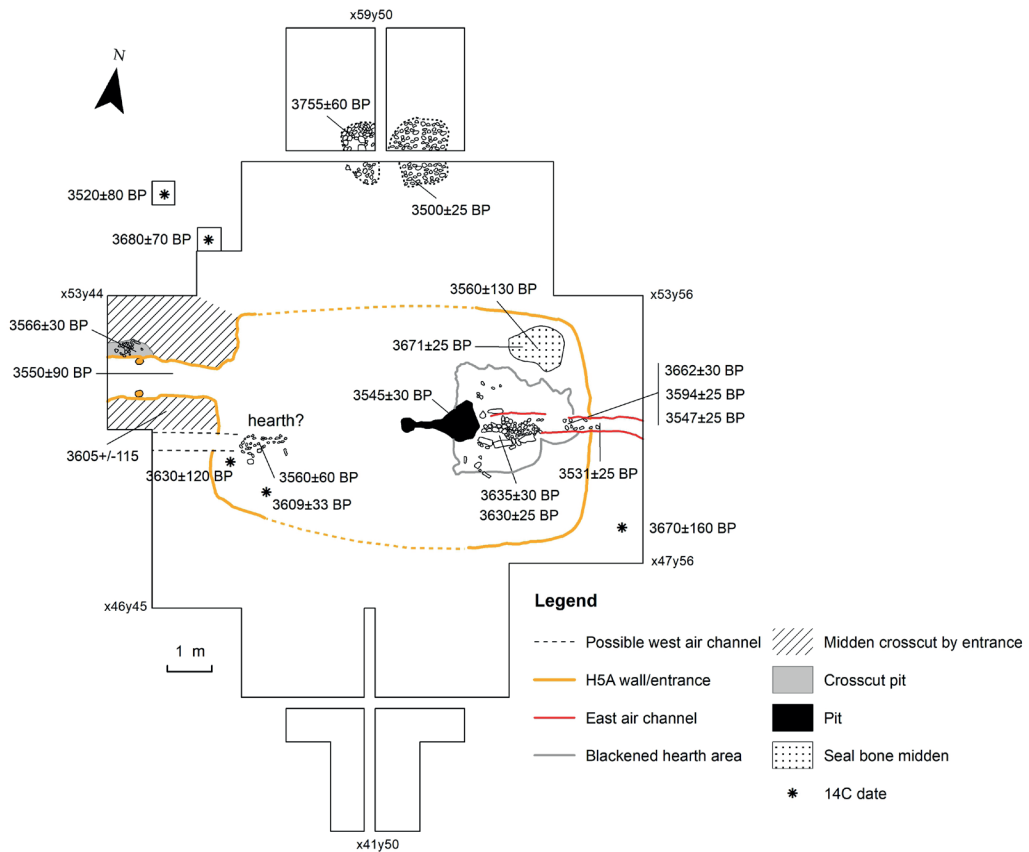 x59y50
N
3755±60 BP
3520±80 BP
3500±25 BP
3680±70 BP
x53y44
3560±130 BP
x53y56
3566±30 BP
3671±25 BP
3550±90 BP
3662±30 BP
3594±25 BP
3547±25 BP
3545±30 BP
hearth?
3605+/-115
3630±120 BP
3560±60 BP
3609±33 BP
3531±25 BP
3635±30 BP
3630±25 BP
3670±160 BP
x47y56
x46y45
1 m
Legend
Possible west air channel
H5A wall/entrance
East air channel
Blackened hearth area
Midden crosscut by entrance
Crosscut pit
Pit
Seal bone midden
14C date
x41y50